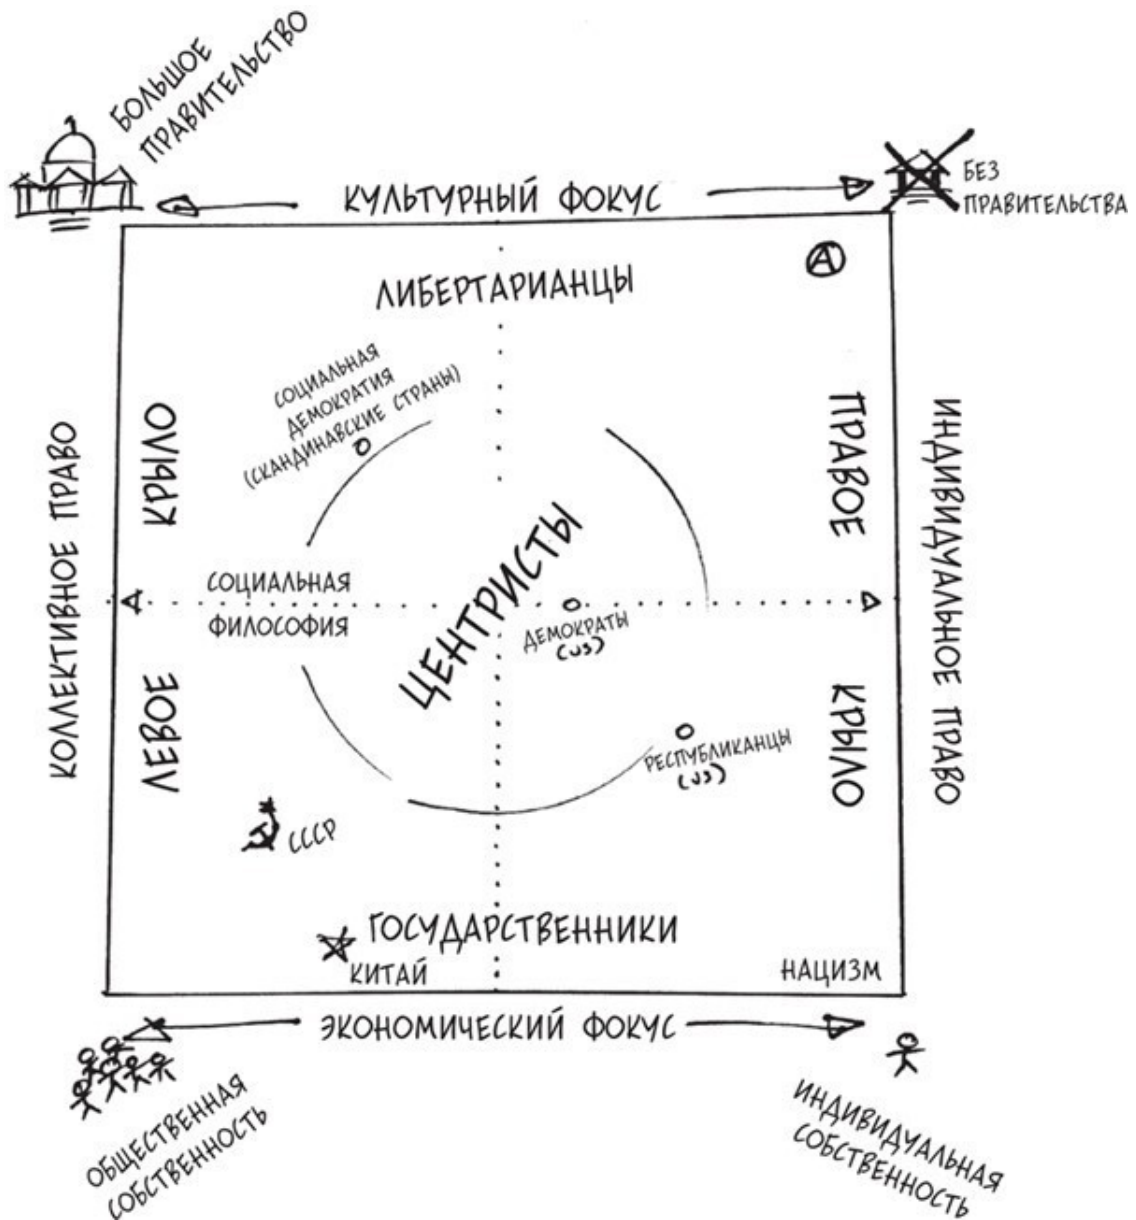 БОЛЬШОЕ
ПРАВИТЕЛЬСТВО
КУЛЬТУРНЫЙ ФОКУС
БЕЗ
ПРАВИТЕЛЬСТВА
A
ЛИБЕРТАРИАНЦЫ
СОЦИАЛЬНАЯ
ДЕМОКРАТИЯ
(СКАНДИНАВСКИЕ СТРАНЫ)
КОЛЛЕКТИВНОЕ ПРАВО
ЛЕВОЕ КРЫЛО
ПРАВОЕ КРЫЛО
ИНДИВИДУАЛЬНОЕ ПРАВО
СОЦИАЛЬНАЯ
ФИЛОСОФИЯ
ЦЕНТРИСТЫ
ДЕМОКРАТЫ
(US)
РЕСПУБЛИКАНЦЫ
(US)
СССР
ГОСУДАРСТВЕННИКИ
КИТАЙ
НАЦИЗМ
ЭКОНОМИЧЕСКИЙ ФОКУС
ОБЩЕСТВЕННАЯ
СОБСТВЕННОСТЬ
ИНДИВИДУАЛЬНАЯ
СОБСТВЕННОСТЬ